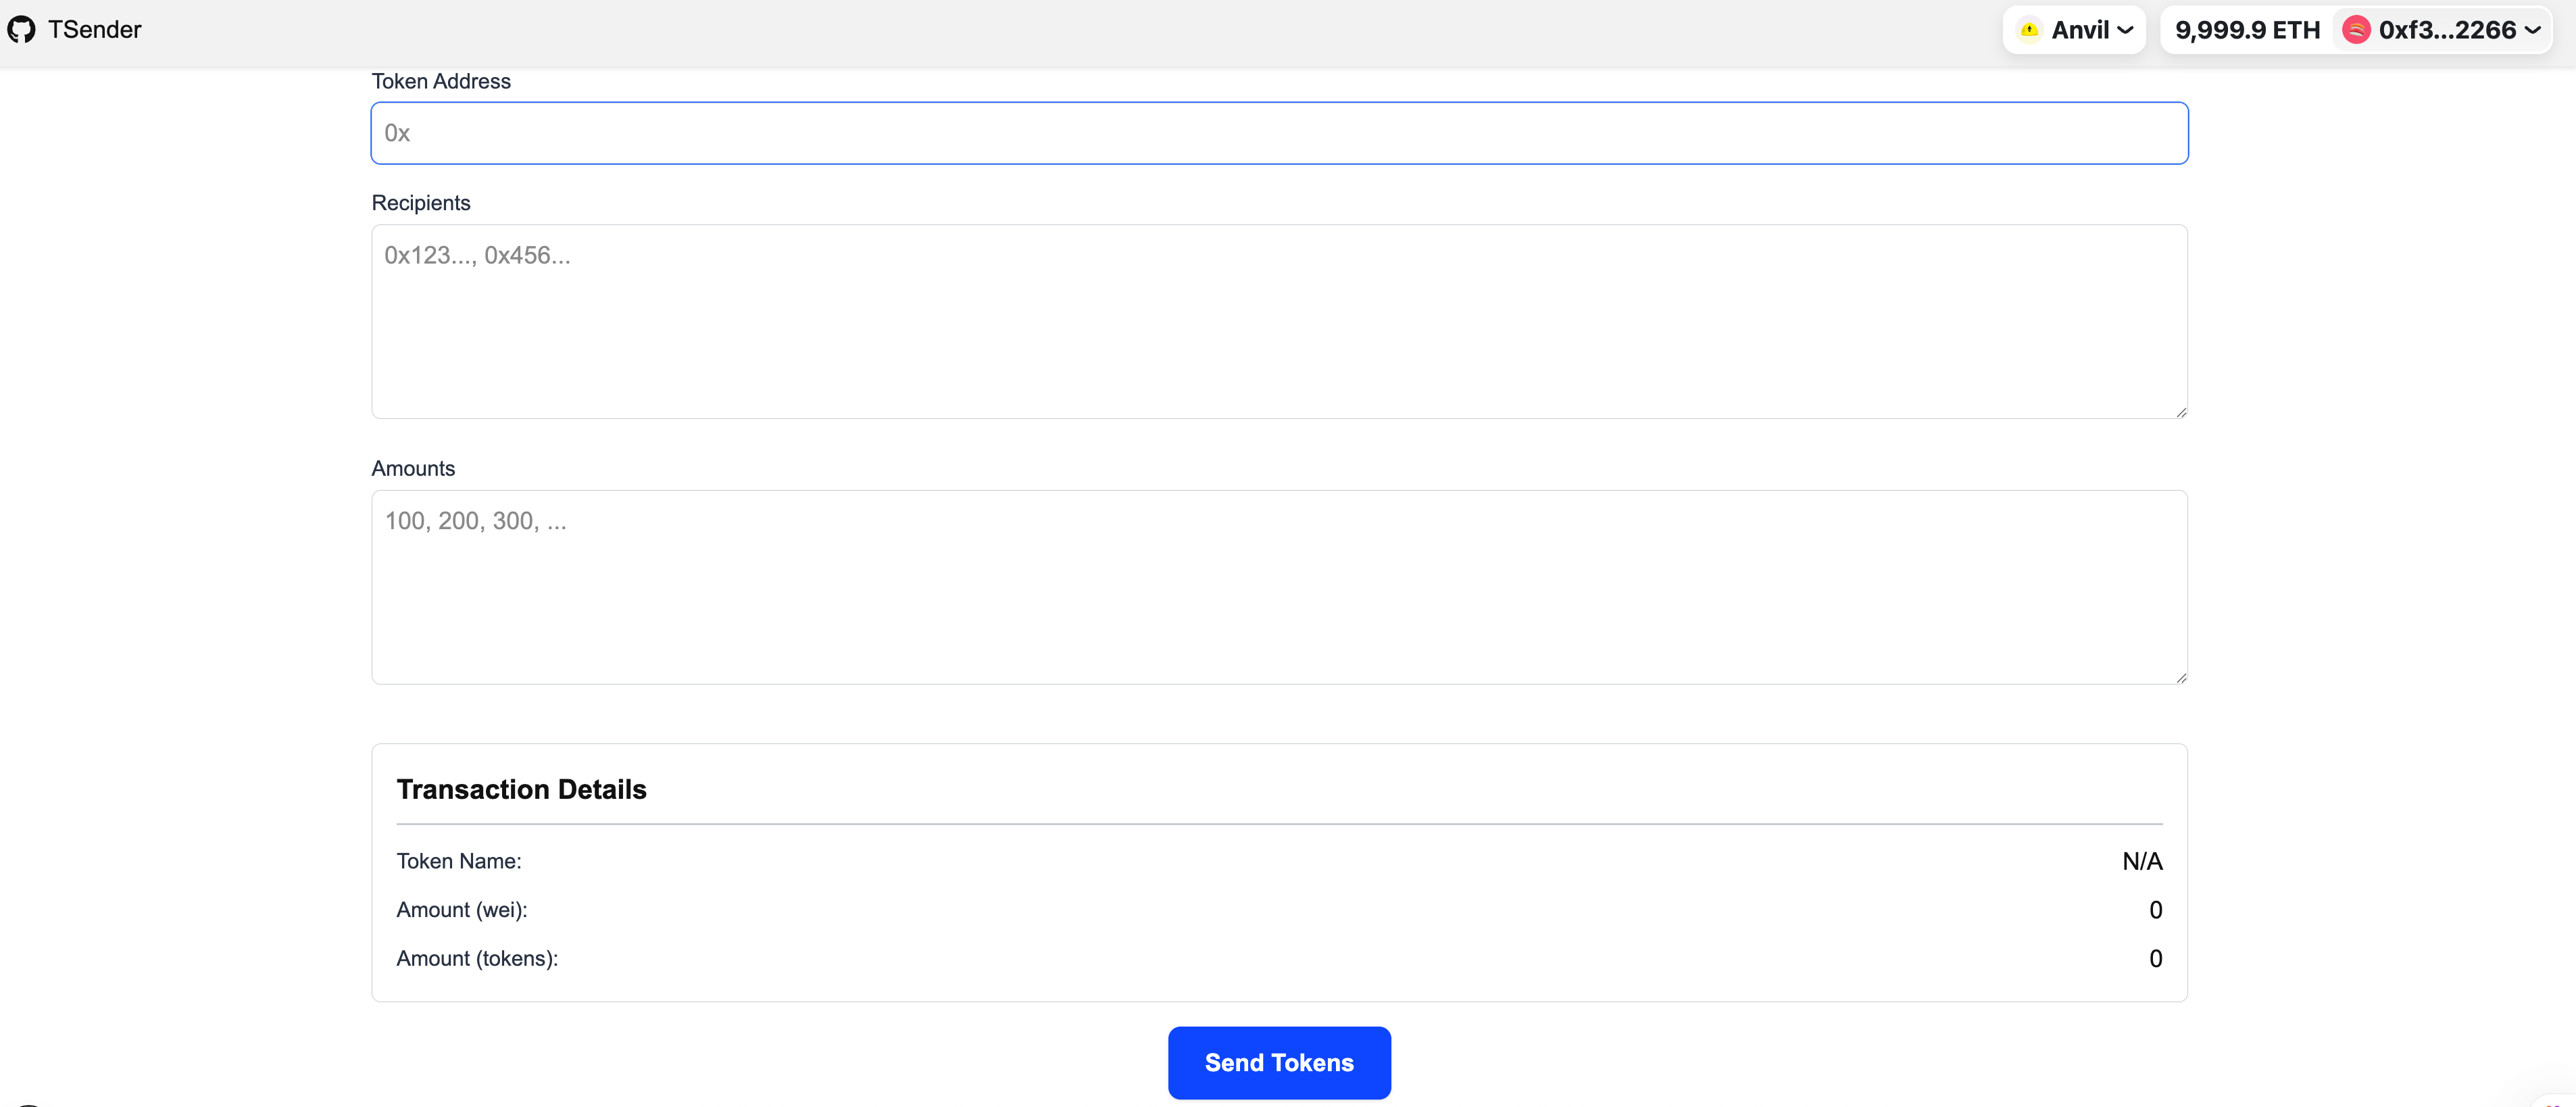 TSender
Anvil
9,999.9 ETH
0xf3...2266
Token Address
0x
Recipients
0x123..., 0x456...
Amounts
100, 200, 300, ...
Transaction Details
Token Name: N/A
Amount (wei): 0
Amount (tokens): 0
Send Tokens